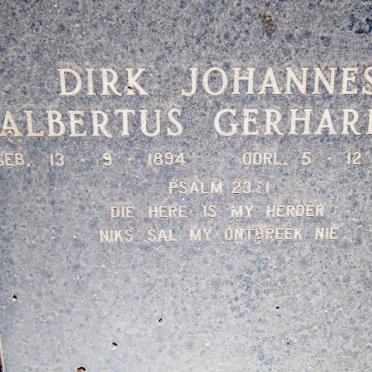 DIRK JOHANNES
ALBERTUS GERHAR
GEB. 13 - 9 - 1894 OORL. 5 - 12
PSALM 23:1
DIE HERE IS MY HERDER
NIKS SAL MY ONTBREEK NIE